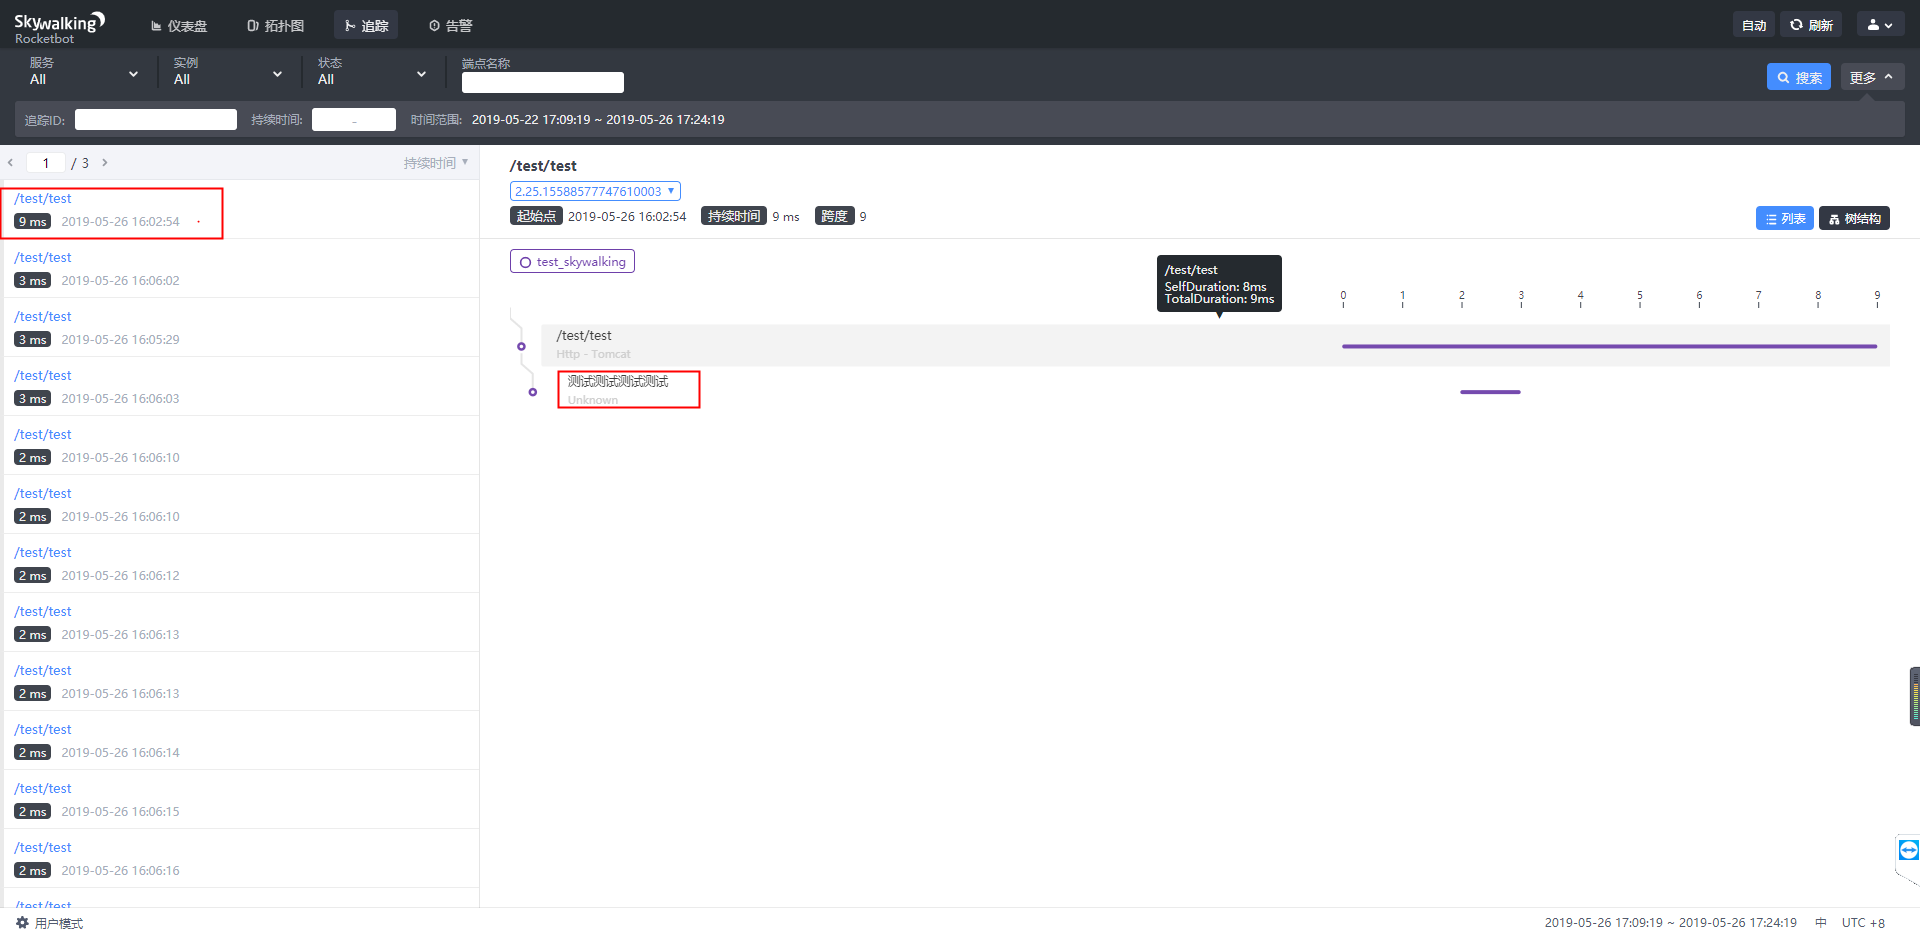 Skywalking
Rocketbot
仪表盘
拓扑图
追踪
告警
自动
刷新
服务
All
实例
All
状态
All
端点名称
搜索
更多
追踪ID:
持续时间:
-
时间范围:
2019-05-22 17:09:19 ~ 2019-05-26 17:24:19
1 / 3
持续时间
/test/test
9 ms 2019-05-26 16:02:54
/test/test
3 ms 2019-05-26 16:06:02
/test/test
3 ms 2019-05-26 16:05:29
/test/test
3 ms 2019-05-26 16:06:03
/test/test
2 ms 2019-05-26 16:06:10
/test/test
2 ms 2019-05-26 16:06:10
/test/test
2 ms 2019-05-26 16:06:12
/test/test
2 ms 2019-05-26 16:06:13
/test/test
2 ms 2019-05-26 16:06:13
/test/test
2 ms 2019-05-26 16:06:14
/test/test
2 ms 2019-05-26 16:06:15
/test/test
2 ms 2019-05-26 16:06:16
/test/test
/test/test
2.25.15588577747610003
起始点 2019-05-26 16:02:54 持续时间 9 ms 跨度 9
列表
树结构
test_skywalking
/test/test
SelfDuration: 8ms
TotalDuration: 9ms
0 1 2 3 4 5 6 7 8 9
/test/test
Http - Tomcat
测试测试测试测试
Unknown
用户模式
2019-05-26 17:09:19 ~ 2019-05-26 17:24:19
中
UTC +8